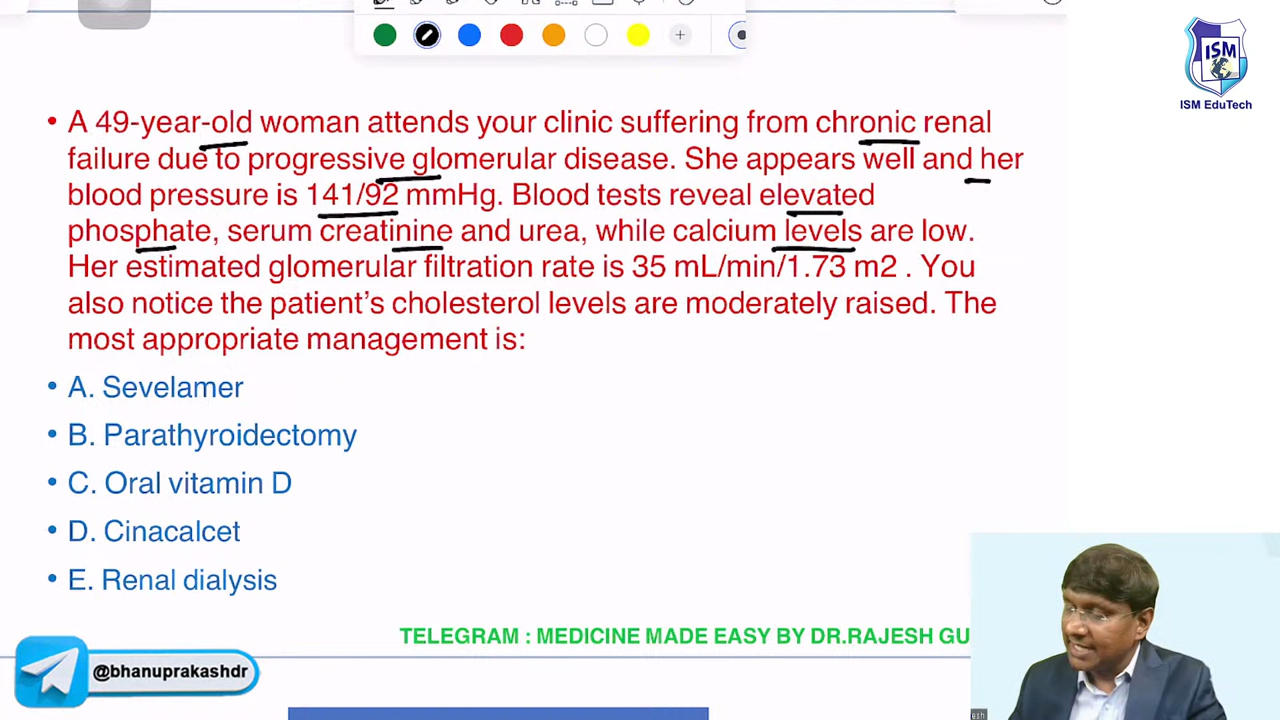 ISM
ISM EduTech
• A 49-year-old woman attends your clinic suffering from chronic renal
failure due to progressive glomerular disease. She appears well and her
blood pressure is 141/92 mmHg. Blood tests reveal elevated
phosphate, serum creatinine and urea, while calcium levels are low.
Her estimated glomerular filtration rate is 35 mL/min/1.73 m2 . You
also notice the patient’s cholesterol levels are moderately raised. The
most appropriate management is:
• A. Sevelamer
• B. Parathyroidectomy
• C. Oral vitamin D
• D. Cinacalcet
• E. Renal dialysis
TELEGRAM : MEDICINE MADE EASY BY DR.RAJESH GU
@bhanuprakashdr